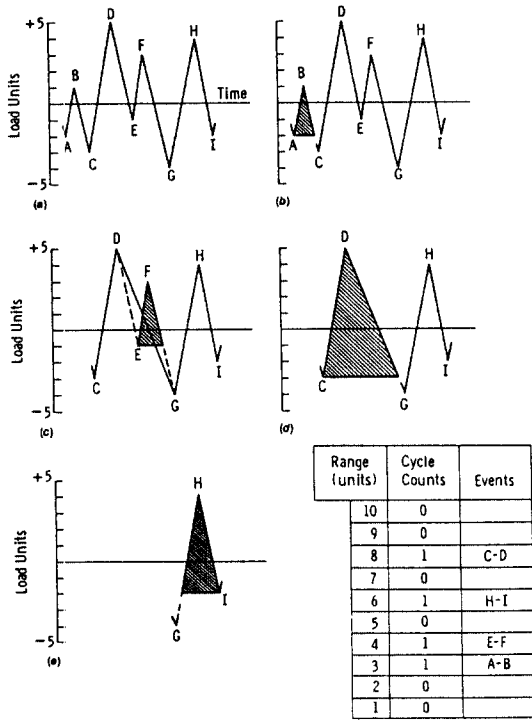 +5
Load Units
-5
A
B
C
D
E
F
G
H
I
Time
(a)
A
B
C
D
E
F
G
H
I
(b)
+5
Load Units
-5
C
D
E
F
G
H
I
(c)
C
D
G
H
I
(d)
+5
Load Units
-5
G
H
I
(e)
Range (units) Cycle Counts Events
10 0
9 0
8 1 C-D
7 0
6 1 H-I
5 0
4 1 E-F
3 1 A-B
2 0
1 0